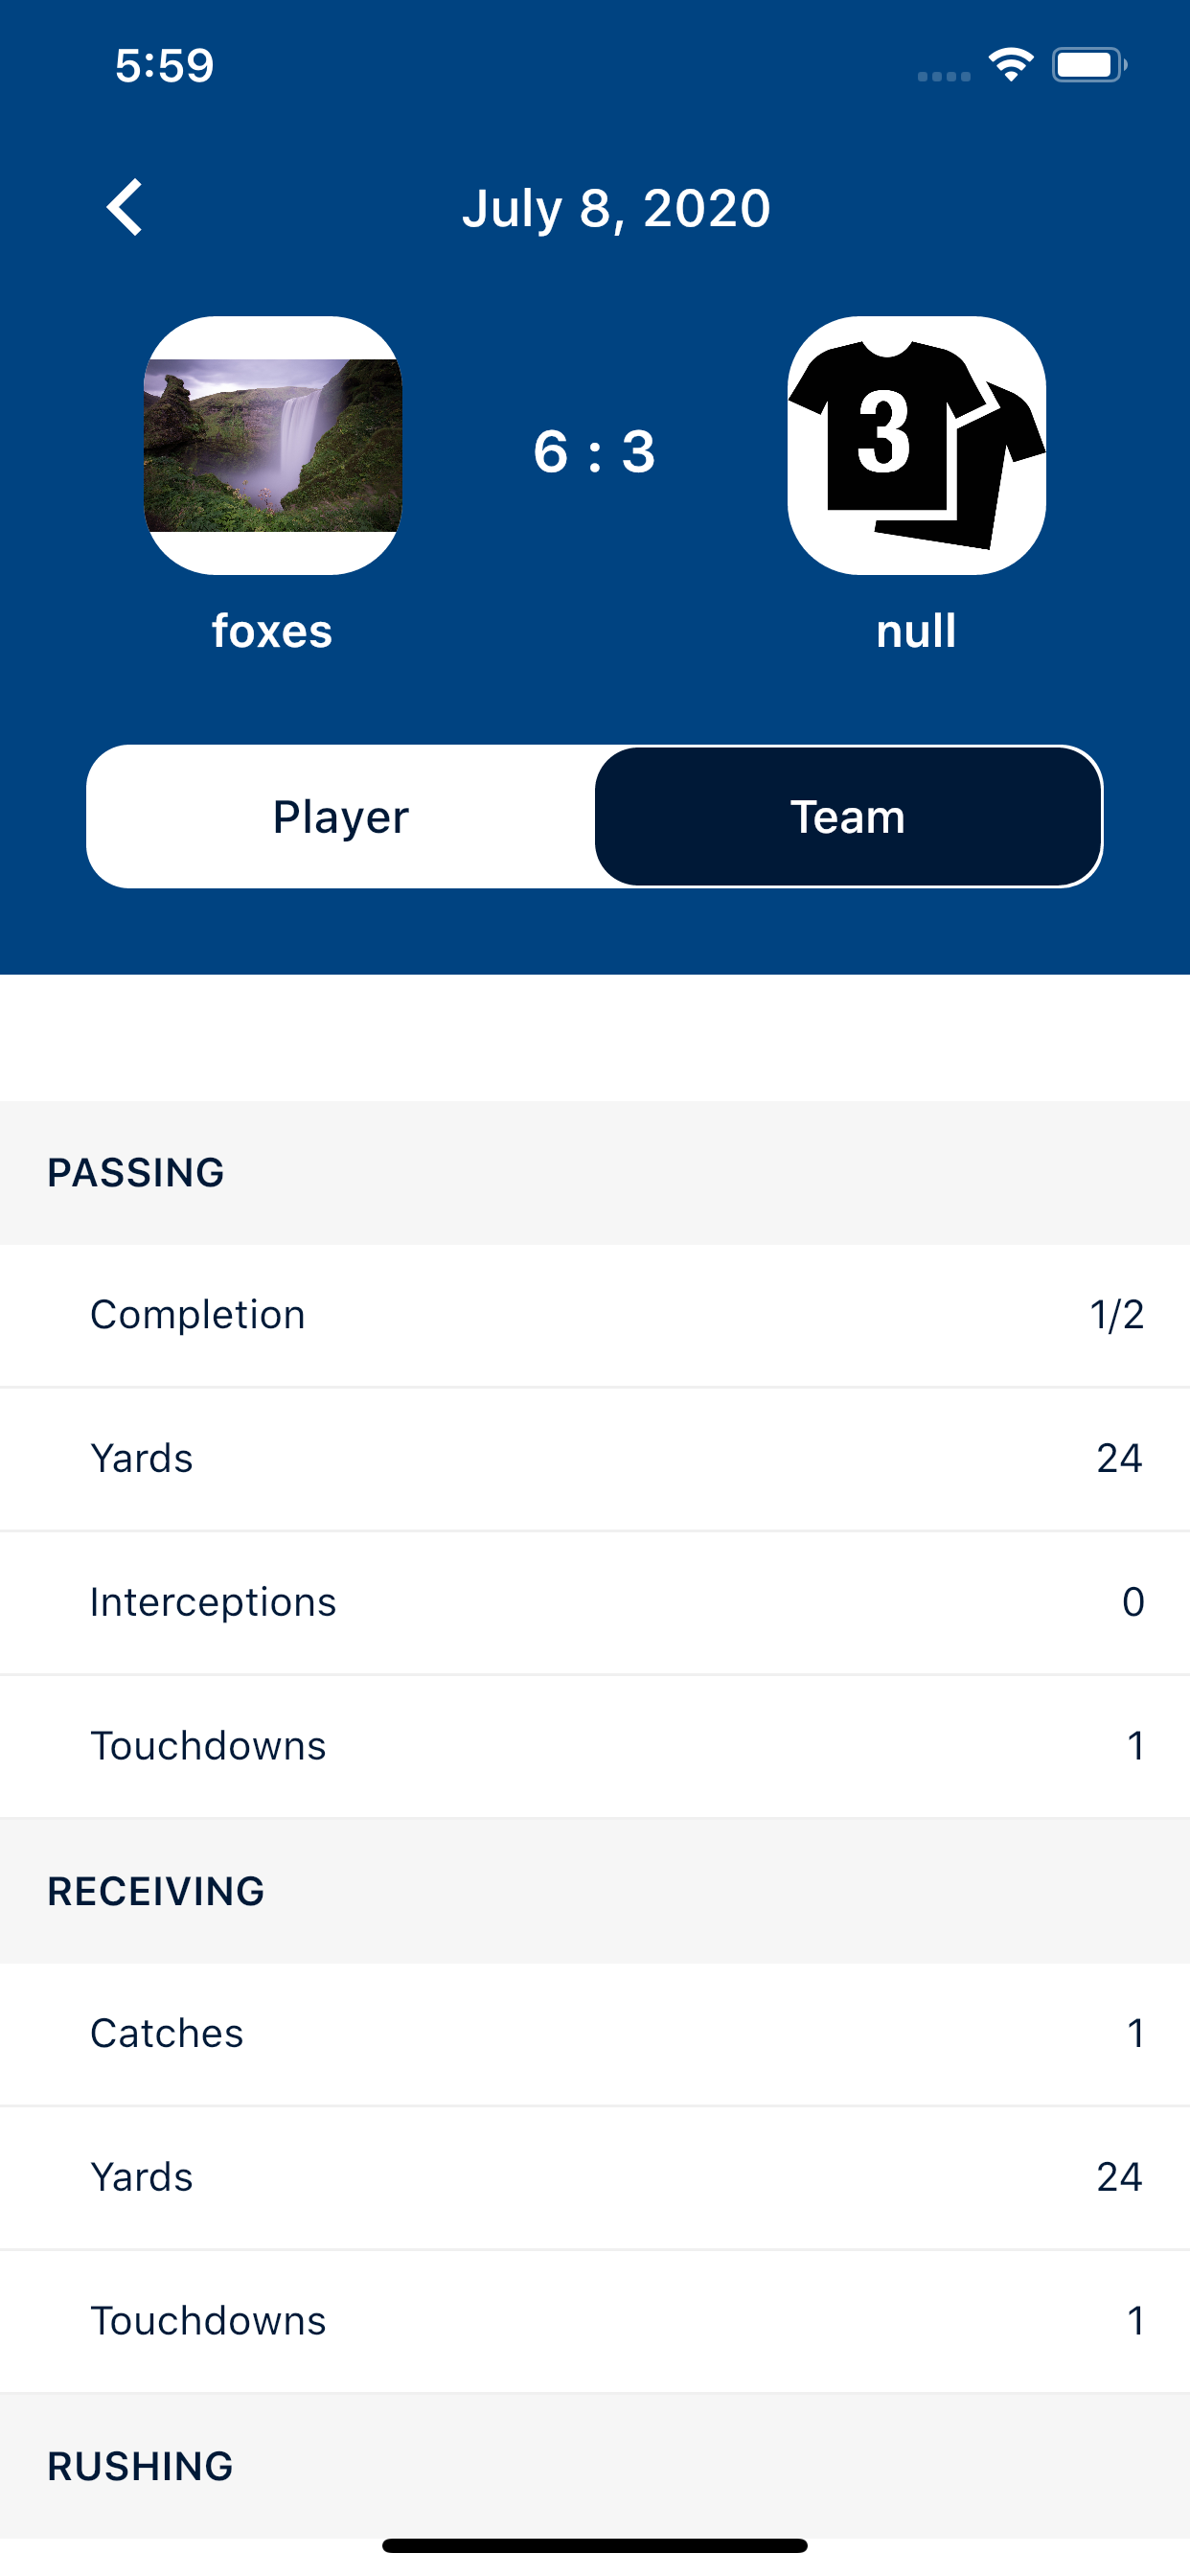 5:59
July 8, 2020
6 : 3
3
foxes
null
Player
Team
PASSING
Completion 1/2
Yards 24
Interceptions 0
Touchdowns 1
RECEIVING
Catches 1
Yards 24
Touchdowns 1
RUSHING